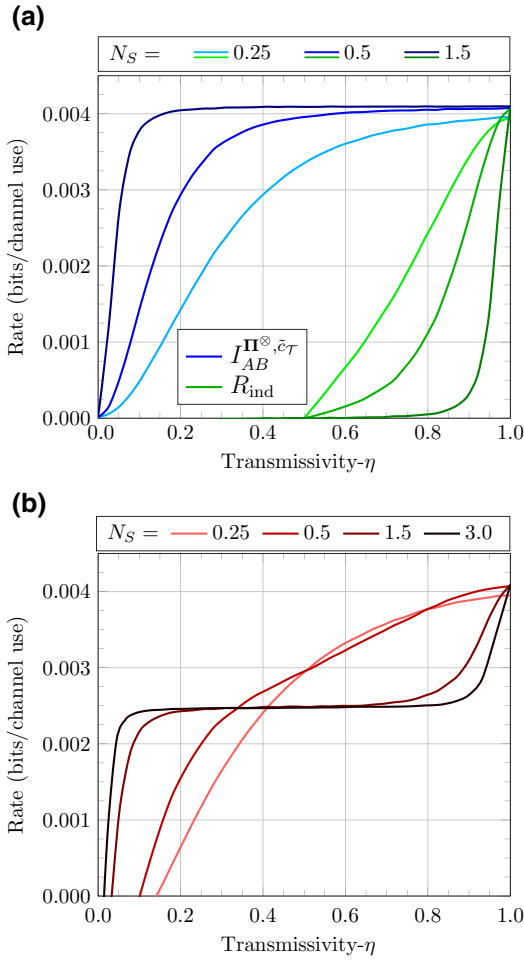 (a)
N_S = 0.25 0.5 1.5
0.004
0.003
0.002
0.001
0.000
Rate (bits/channel use)
I_{AB}^{Π^⊗, c̃_𝒯}
R_ind
0.0 0.2 0.4 0.6 0.8 1.0
Transmissivity-η
(b)
N_S = 0.25 0.5 1.5 3.0
0.004
0.003
0.002
0.001
0.000
Rate (bits/channel use)
0.0 0.2 0.4 0.6 0.8 1.0
Transmissivity-η